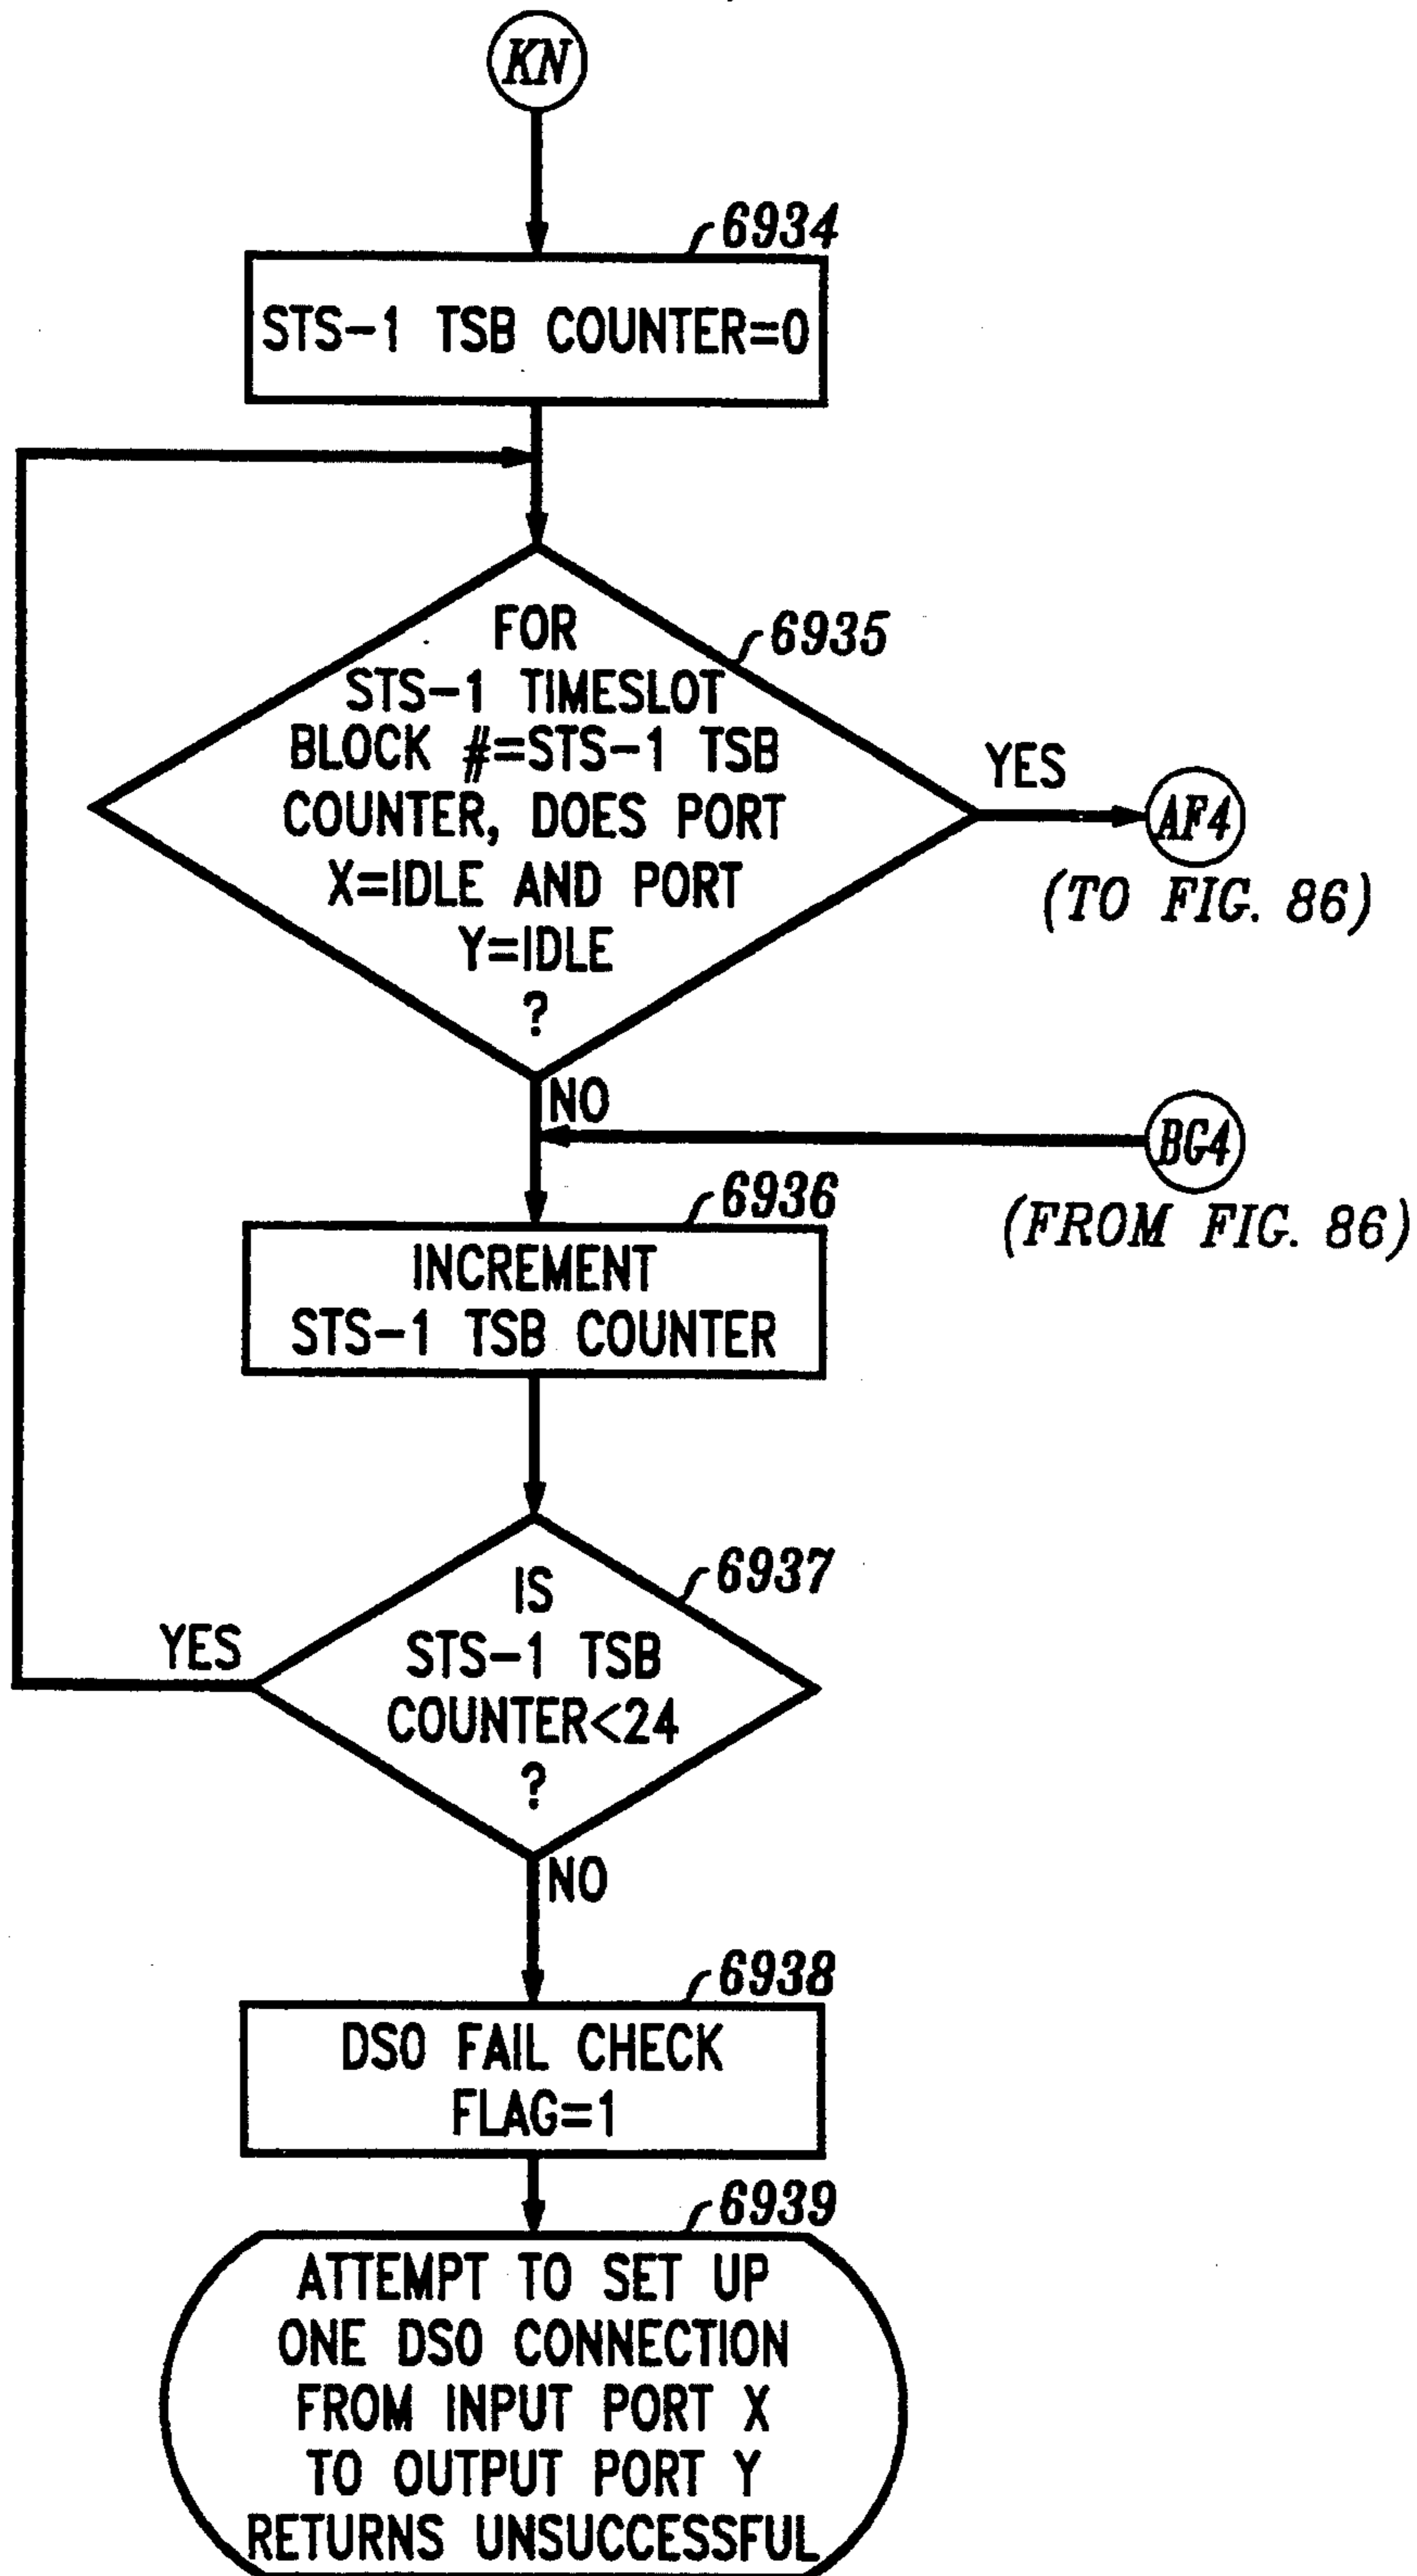 KN
6934
STS-1 TSB COUNTER=0
FOR
6935
STS-1 TIMESLOT
BLOCK #=STS-1 TSB
COUNTER, DOES PORT
X=IDLE AND PORT
Y=IDLE
?
YES
AF4
(TO FIG. 86)
NO
BG4
(FROM FIG. 86)
6936
INCREMENT
STS-1 TSB COUNTER
6937
IS
STS-1 TSB
COUNTER<24
?
YES
NO
6938
DS0 FAIL CHECK
FLAG=1
6939
ATTEMPT TO SET UP
ONE DS0 CONNECTION
FROM INPUT PORT X
TO OUTPUT PORT Y
RETURNS UNSUCCESSFUL